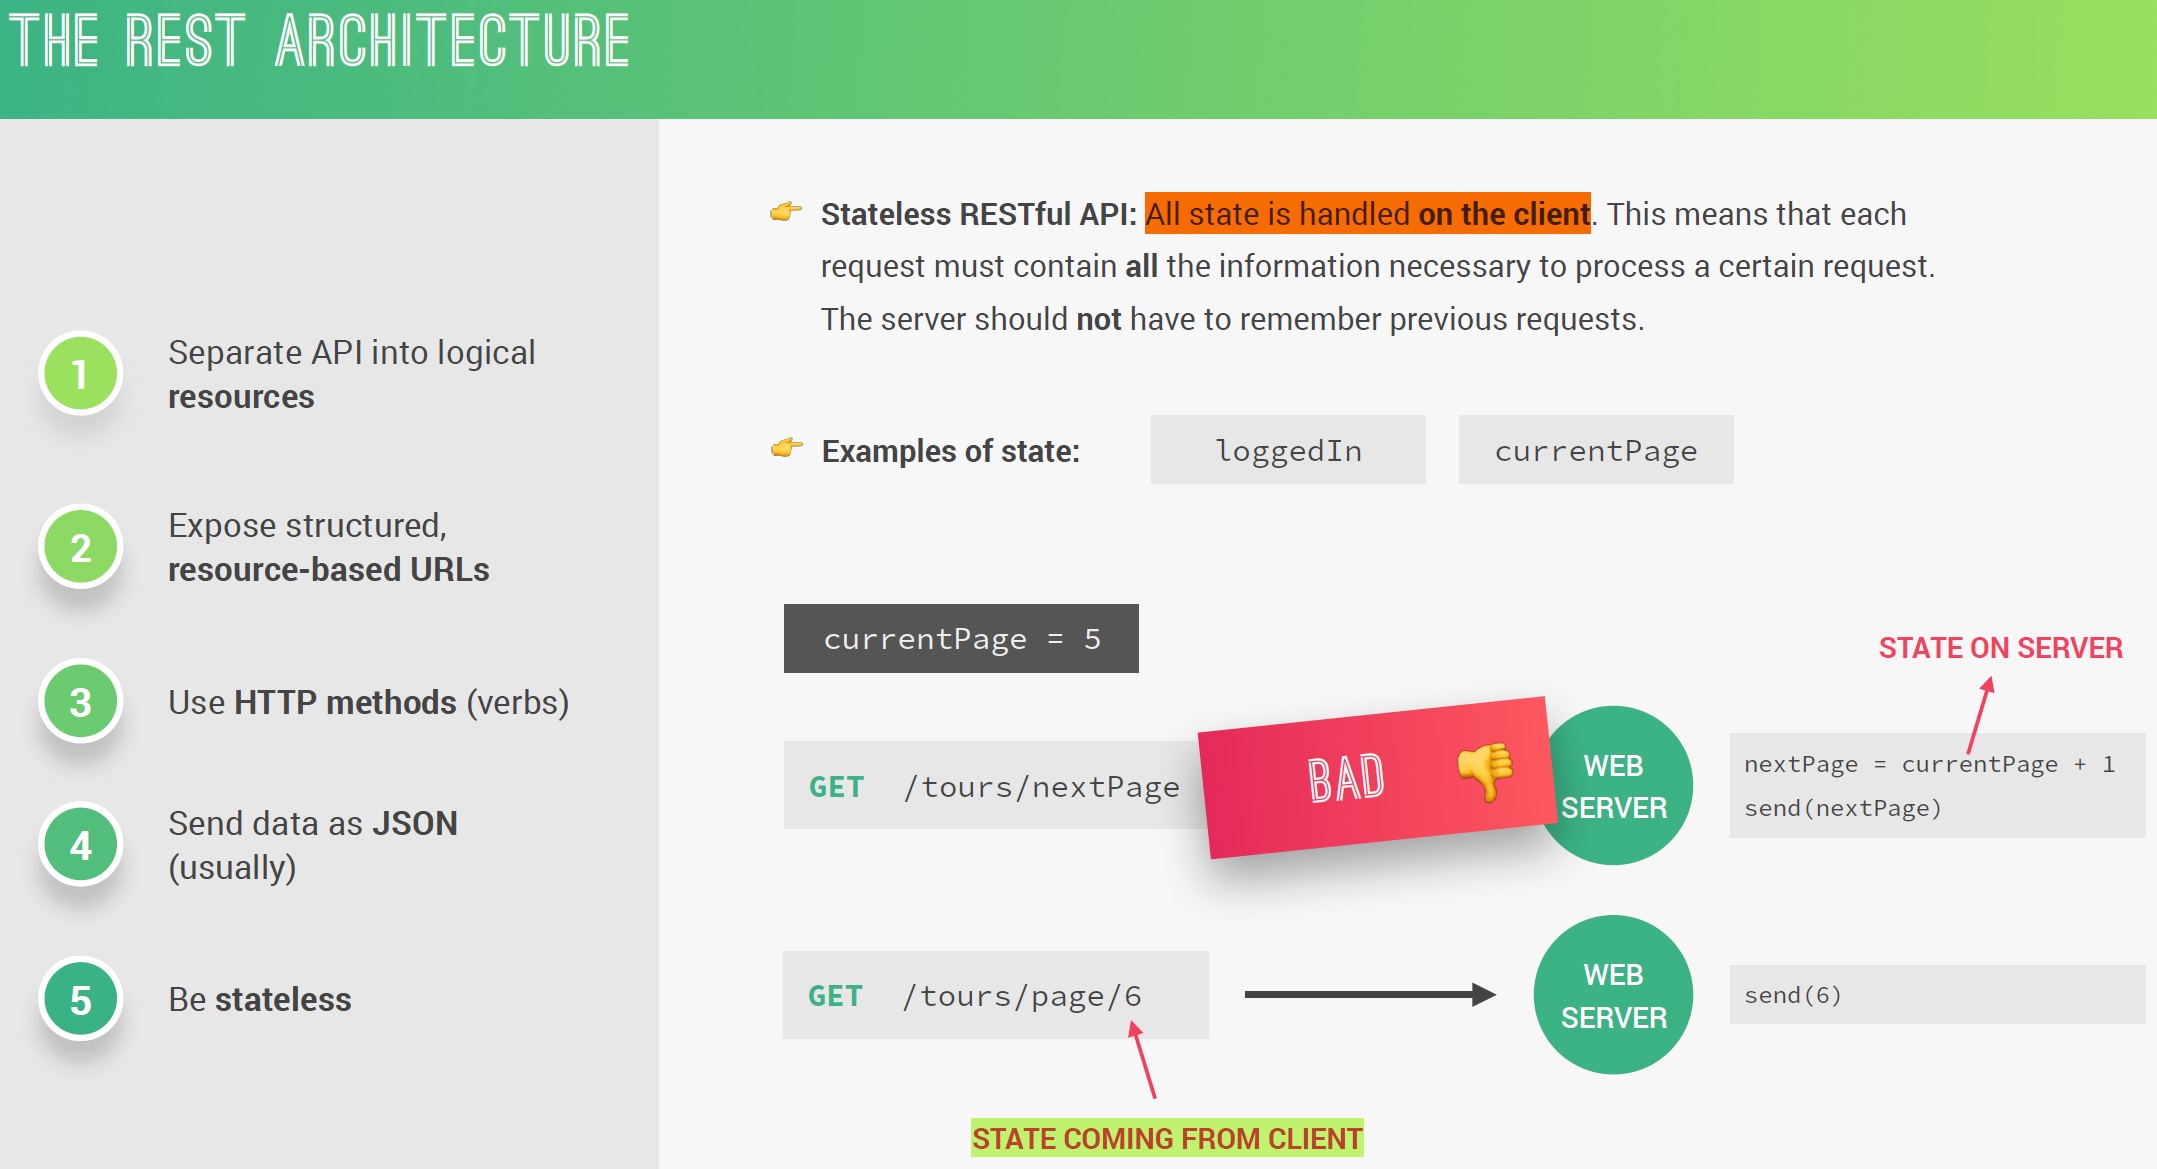 THE REST ARCHITECTURE
1
Separate API into logical
resources
2
Expose structured,
resource-based URLs
3
Use HTTP methods (verbs)
4
Send data as JSON
(usually)
5
Be stateless
Stateless RESTful API: All state is handled on the client. This means that each
request must contain all the information necessary to process a certain request.
The server should not have to remember previous requests.
Examples of state: loggedIn currentPage
currentPage = 5
STATE ON SERVER
GET /tours/nextPage
BAD
WEB
SERVER
nextPage = currentPage + 1
send(nextPage)
GET /tours/page/6
WEB
SERVER
send(6)
STATE COMING FROM CLIENT